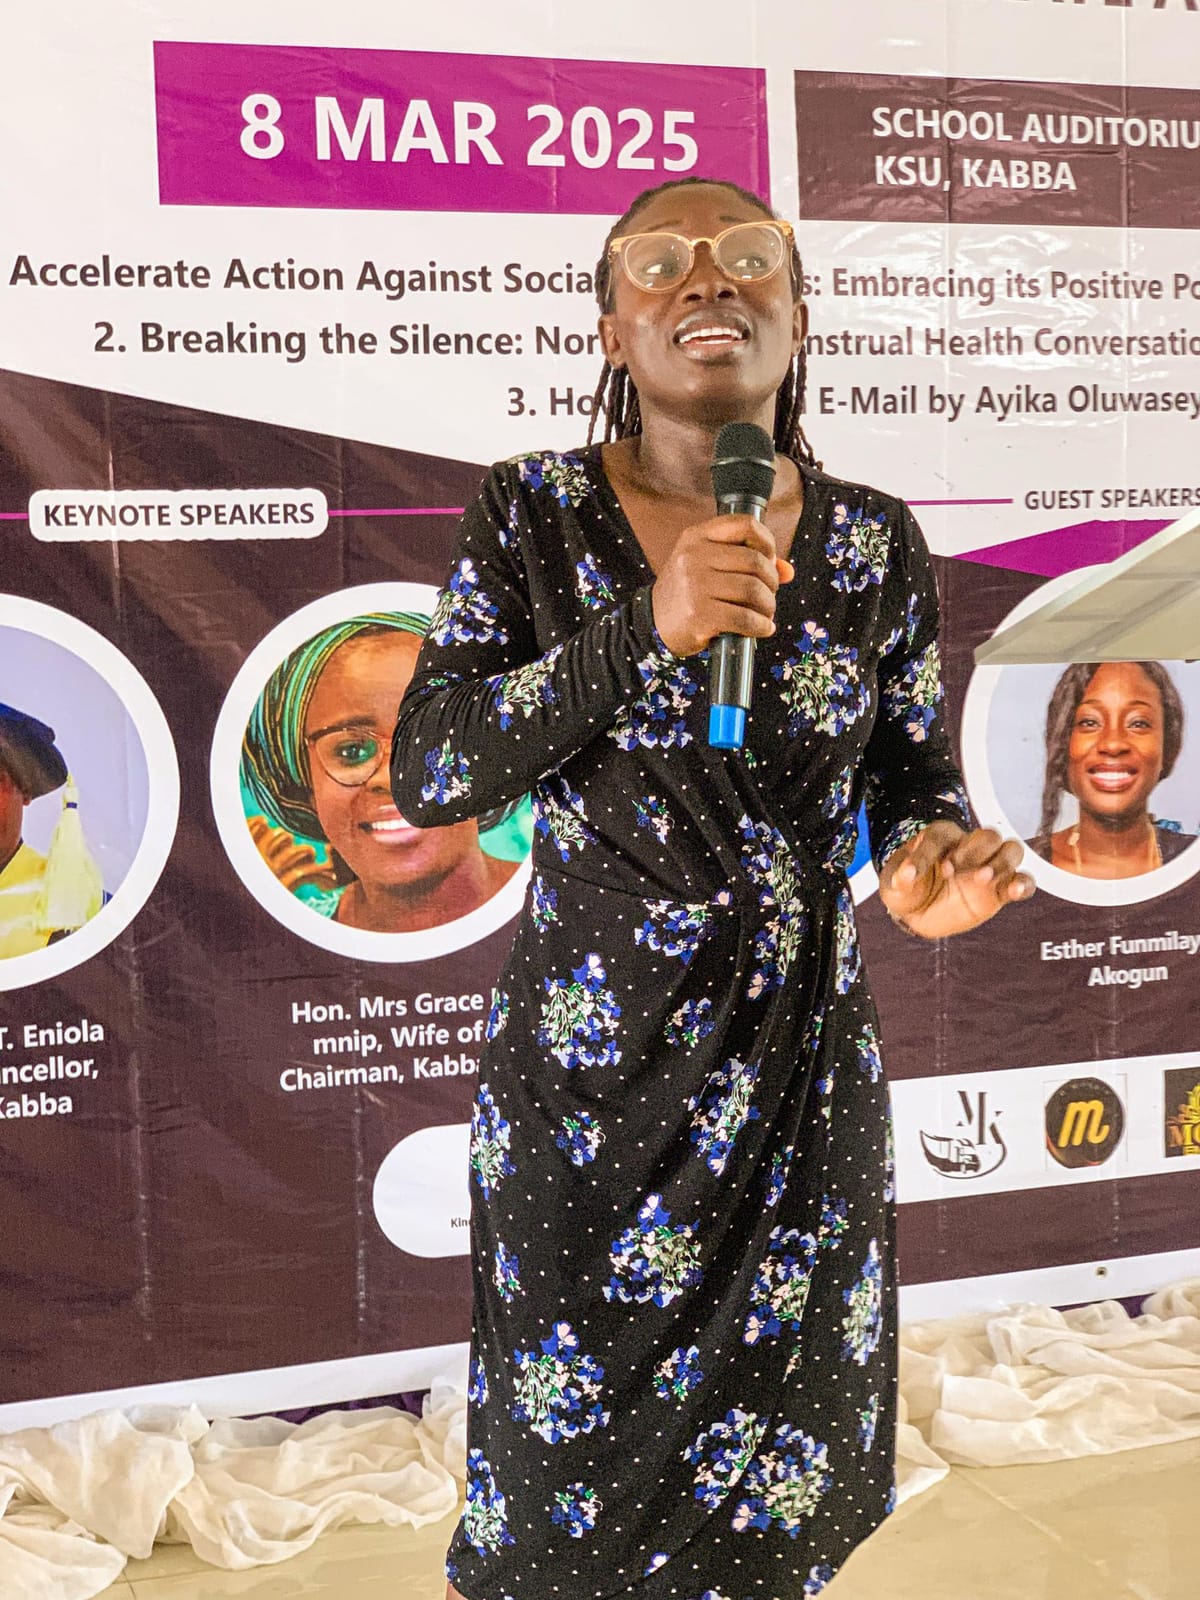 8 MAR 2025
SCHOOL AUDITORIU
KSU, KABBA
Accelerate Action Against Socia s: Embracing its Positive Po
2. Breaking the Silence: Nor nstrual Health Conversatio
3. Ho E-Mail by Ayika Oluwasey
KEYNOTE SPEAKERS
GUEST SPEAKERS
T. Eniola
ncellor,
Kabba
Hon. Mrs Grace
mnip, Wife of
Chairman, Kabba
Esther Funmilay
Akogun
Kin
m